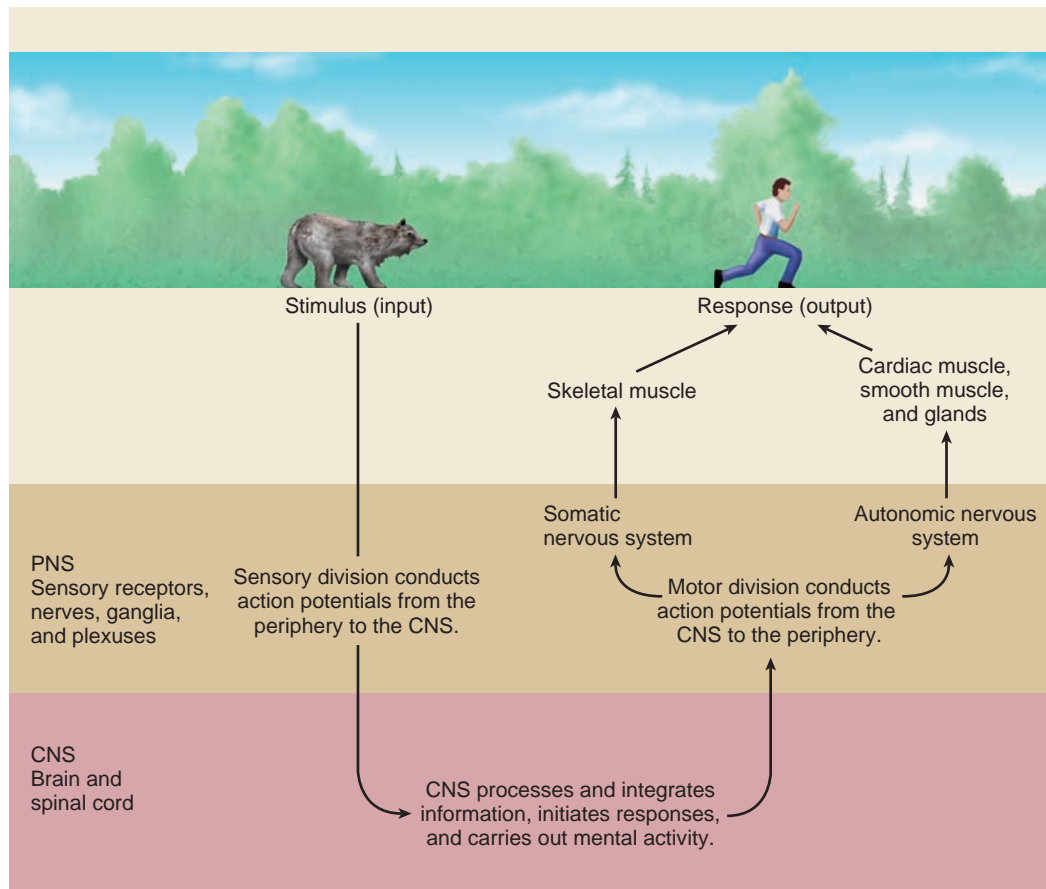 Stimulus (input)
Response (output)
Skeletal muscle
Cardiac muscle,
smooth muscle,
and glands
Somatic
nervous system
Autonomic nervous
system
PNS
Sensory receptors,
nerves, ganglia,
and plexuses
Sensory division conducts
action potentials from the
periphery to the CNS.
Motor division conducts
action potentials from the
CNS to the periphery.
CNS
Brain and
spinal cord
CNS processes and integrates
information, initiates responses,
and carries out mental activity.